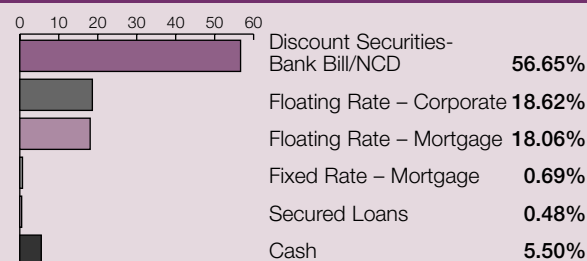 0 10 20 30 40 50 60
Discount Securities-
Bank Bill/NCD 56.65%
Floating Rate – Corporate 18.62%
Floating Rate – Mortgage 18.06%
Fixed Rate – Mortgage 0.69%
Secured Loans 0.48%
Cash 5.50%